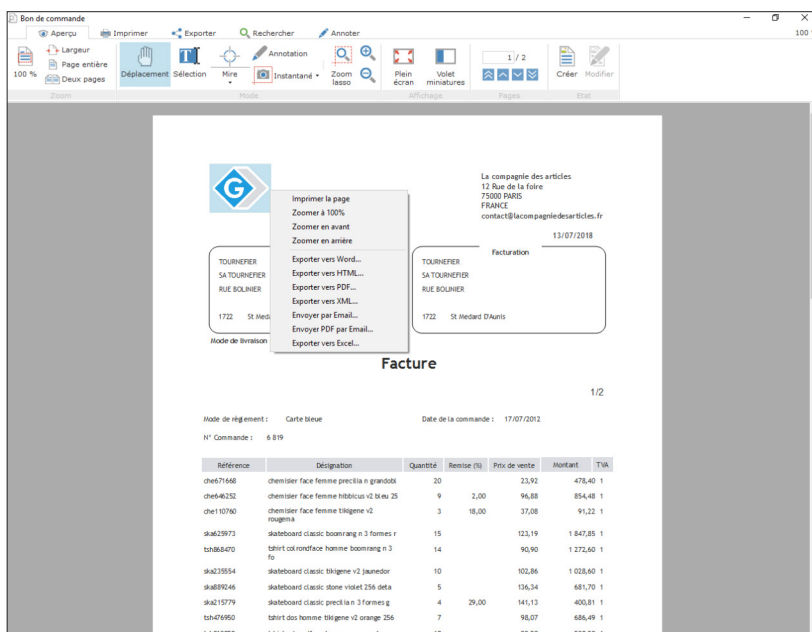 Bon de commande
Aperçu Imprimer Exporter Rechercher Annoter 100
100 % Largeur Page entière Deux pages
Déplacement Sélection Mire Annotation Instantané Zoom lasso
Plein écran Volet miniatures 1 / 2 Créer Modifier
Zoom Mode Affichage Pages Etat
G
La compagnie des articles
12 Rue de la foire
75000 PARIS
FRANCE
contact@lacompagniedesarticles.fr
13/07/2018
Imprimer la page
Zoomer à 100%
Zoomer en avant
Zoomer en arrière
Exporter vers Word...
Exporter vers HTML...
Exporter vers PDF...
Exporter vers XML...
Envoyer par Email...
Envoyer PDF par Email...
Exporter vers Excel...
TOURNEFIER
SA TOURNEFIER
RUE BOLINIER
1722 St Med
Mode de livraison
Facturation
TOURNEFIER
SA TOURNEFIER
RUE BOLINIER
1722 St Medard D'Aunis
Facture
1/2
Mode de règlement : Carte bleue Date de la commande : 17/07/2012
N° Commande : 6 819
Référence Désignation Quantité Remise (%) Prix de vente Montant TVA
che671668 chemisier face femme precilia n grandobl 20 23,92 478,40 1
che646252 chemisier face femme hibbicus v2 bleu 25 9 2,00 96,88 854,48 1
che110760 chemisier face femme tikigene v2 3 18,00 37,08 91,22 1
rougema
ska625973 skateboard classic boomrang n 3 formes r 15 123,19 1 847,85 1
tsh868470 tshirt col rondface homme boomrang n 3 14 90,90 1 272,60 1
fo
ska235554 skateboard classic tikigene v2 jaunedor 10 102,86 1 028,60 1
ska889246 skateboard classic stone violet 256 deta 5 136,34 681,70 1
ska215779 skateboard classic precilia n 3 formes g 4 29,00 141,13 400,81 1
tsh476950 tshirt dos homme tikigene v2 orange 256 7 98,07 686,49 1